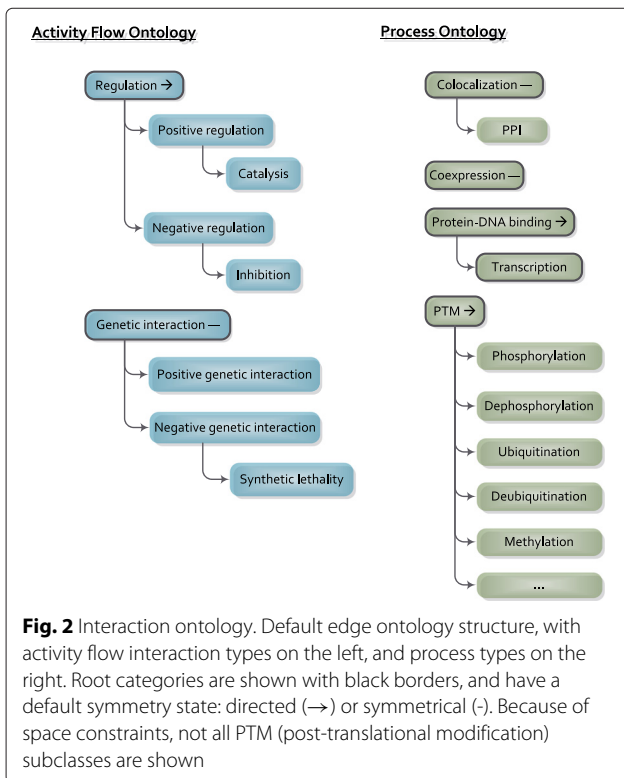 Activity Flow Ontology
Regulation →
Positive regulation
Catalysis
Negative regulation
Inhibition
Genetic interaction —
Positive genetic interaction
Negative genetic interaction
Synthetic lethality
Process Ontology
Colocalization —
PPI
Coexpression —
Protein-DNA binding →
Transcription
PTM →
Phosphorylation
Dephosphorylation
Ubiquitination
Deubiquitination
Methylation
...
Fig. 2 Interaction ontology. Default edge ontology structure, with
activity flow interaction types on the left, and process types on the
right. Root categories are shown with black borders, and have a
default symmetry state: directed (→) or symmetrical (-). Because of
space constraints, not all PTM (post-translational modification)
subclasses are shown